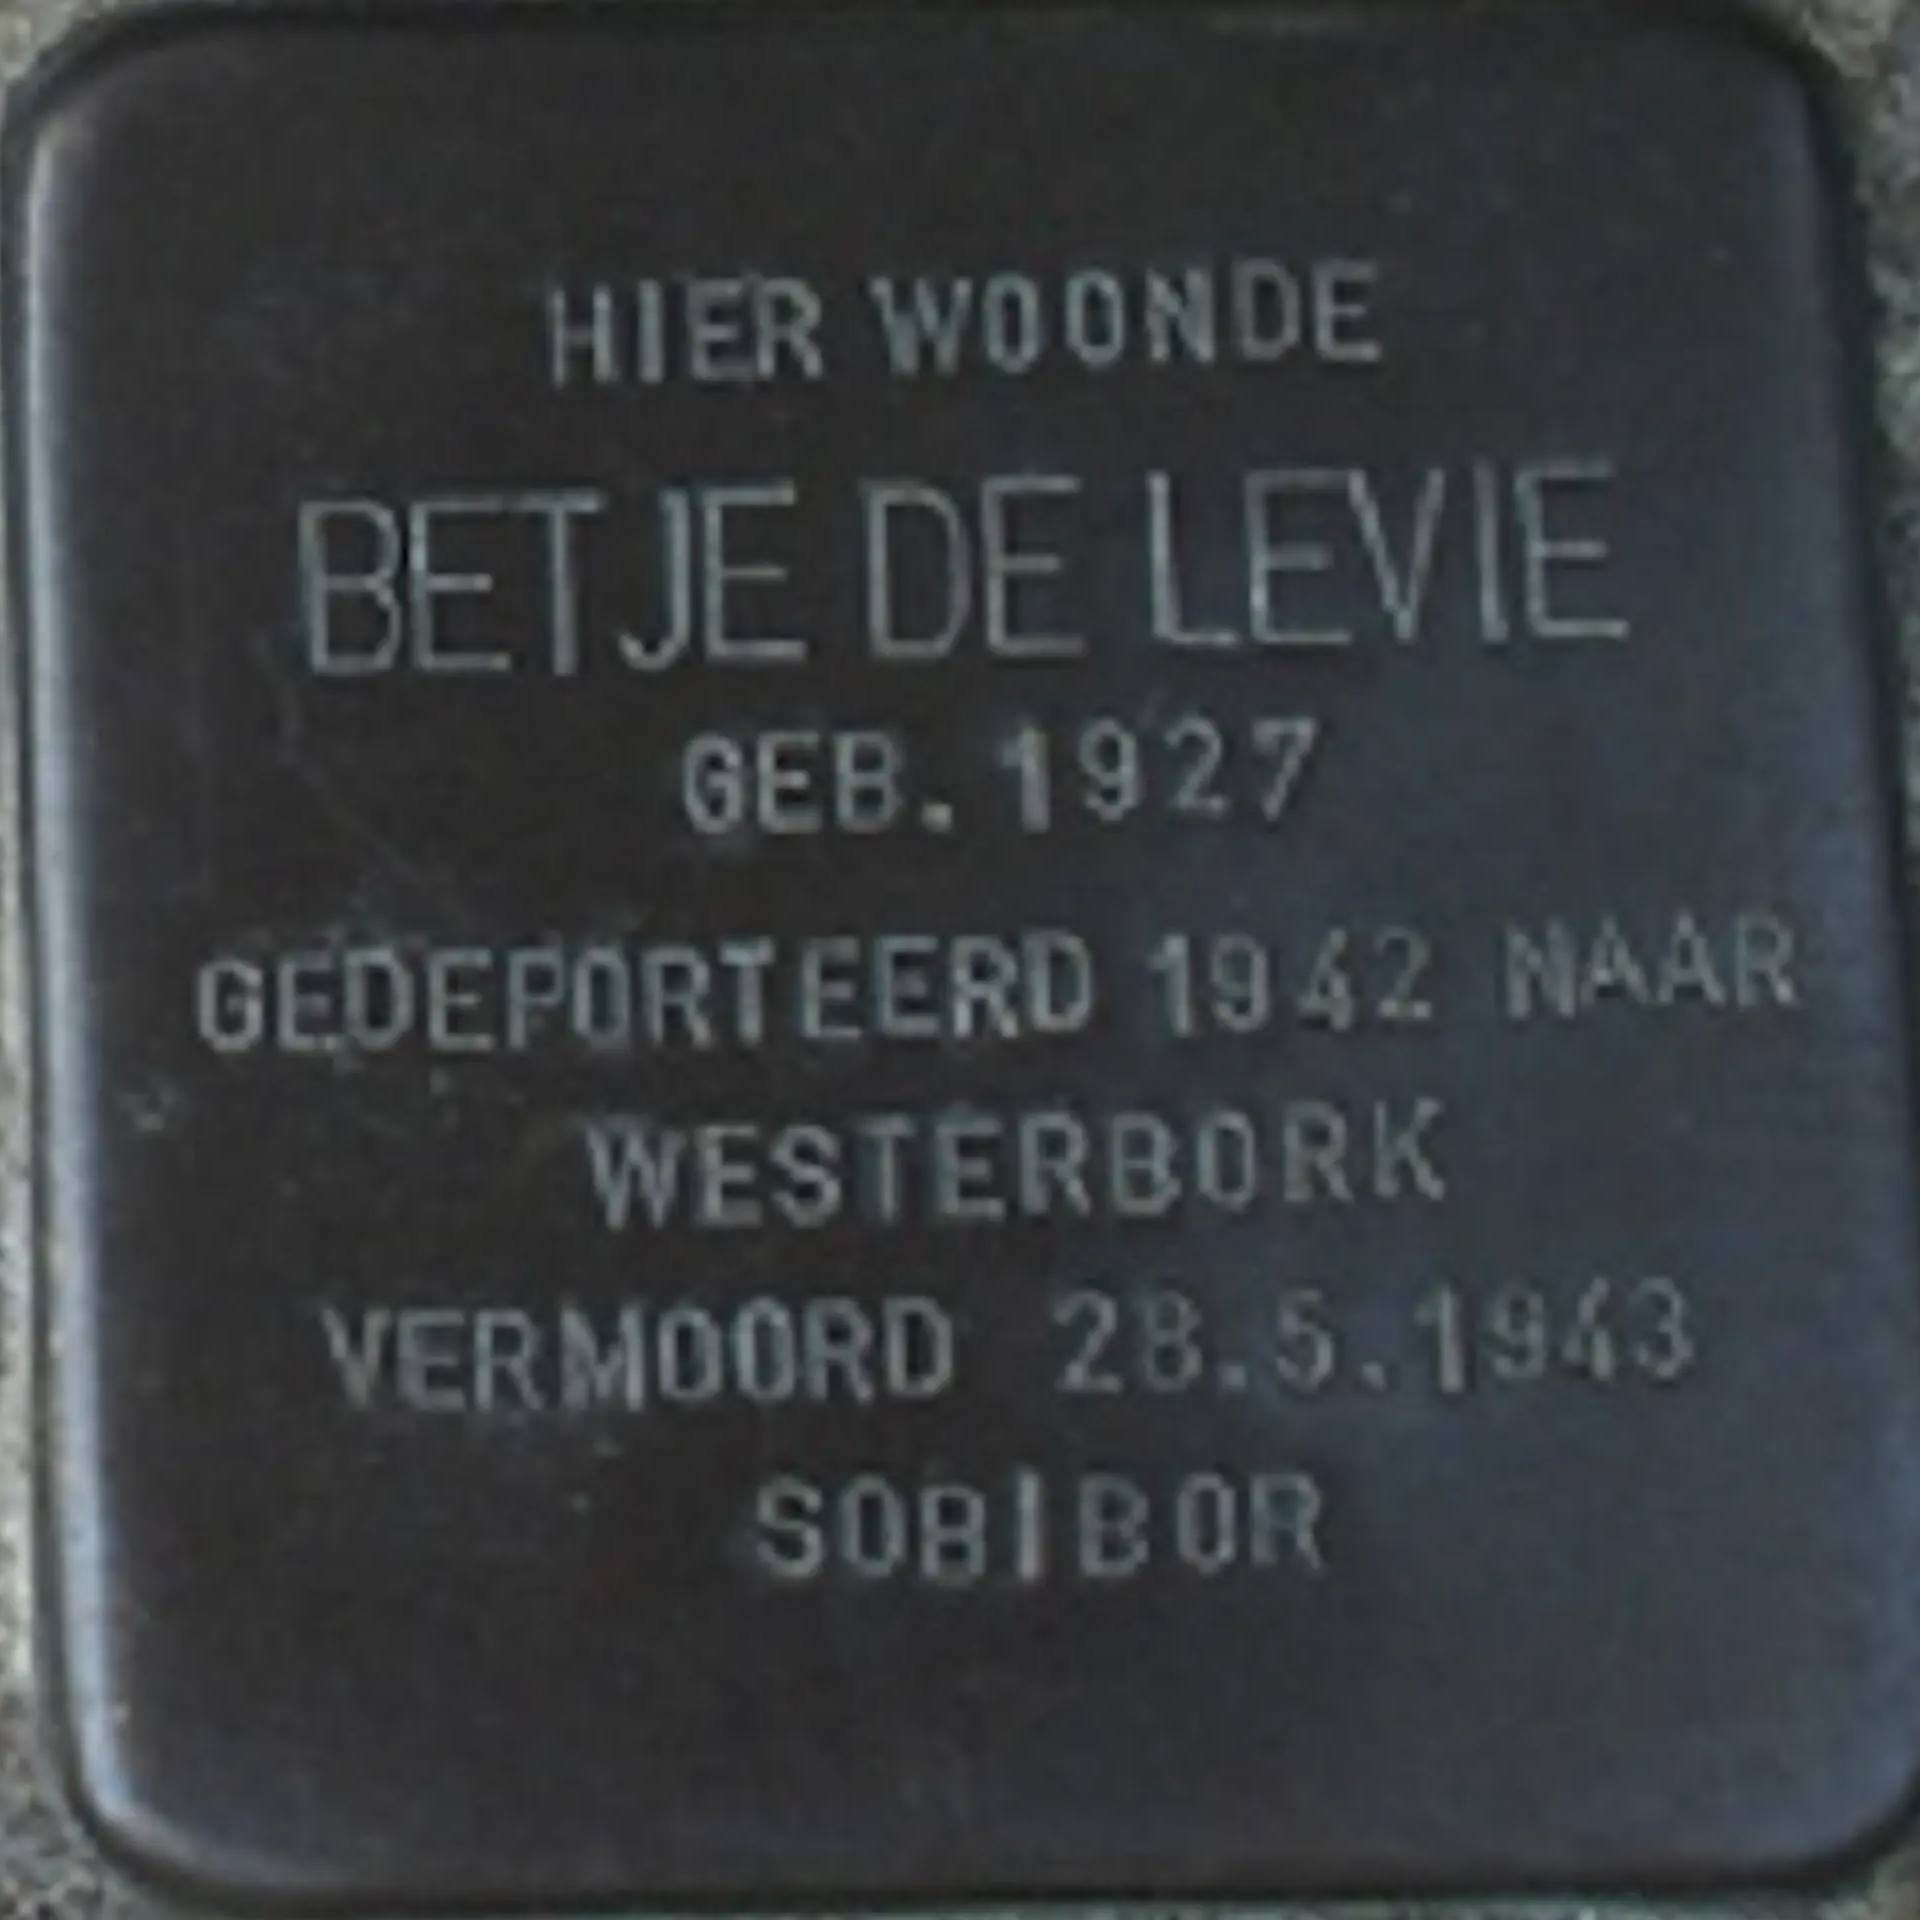 HIER WOONDE
BETJE DE LEVIE
GEB. 1927
GEDEPORTEERD 1942 NAAR
WESTERBORK
VERMOORD 28.5.1943
SOBIBOR